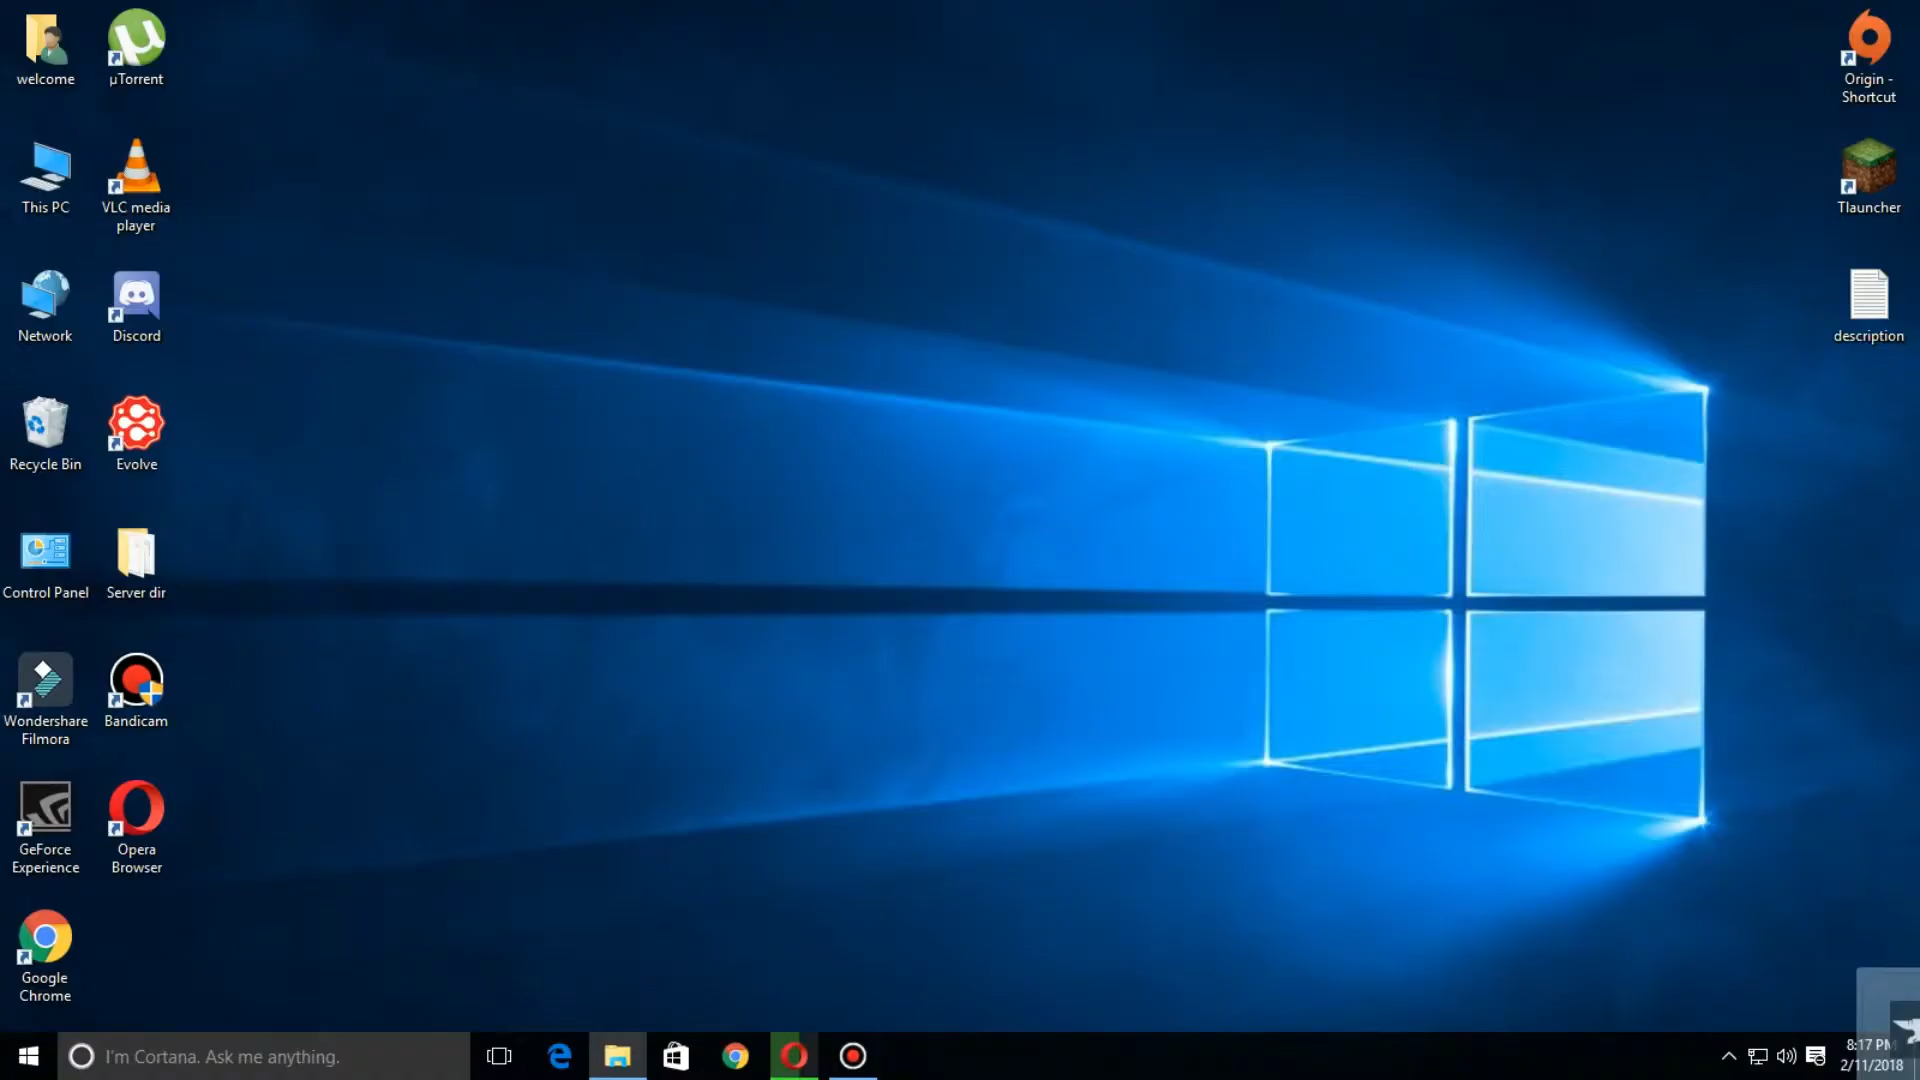 welcome
µTorrent
This PC
VLC media
player
Network
Discord
Recycle Bin
Evolve
Control Panel
Server dir
Wondershare
Filmora
Bandicam
GeForce
Experience
Opera
Browser
Google
Chrome
Origin -
Shortcut
Tlauncher
description
I'm Cortana. Ask me anything.
8:17 PM
2/11/2018